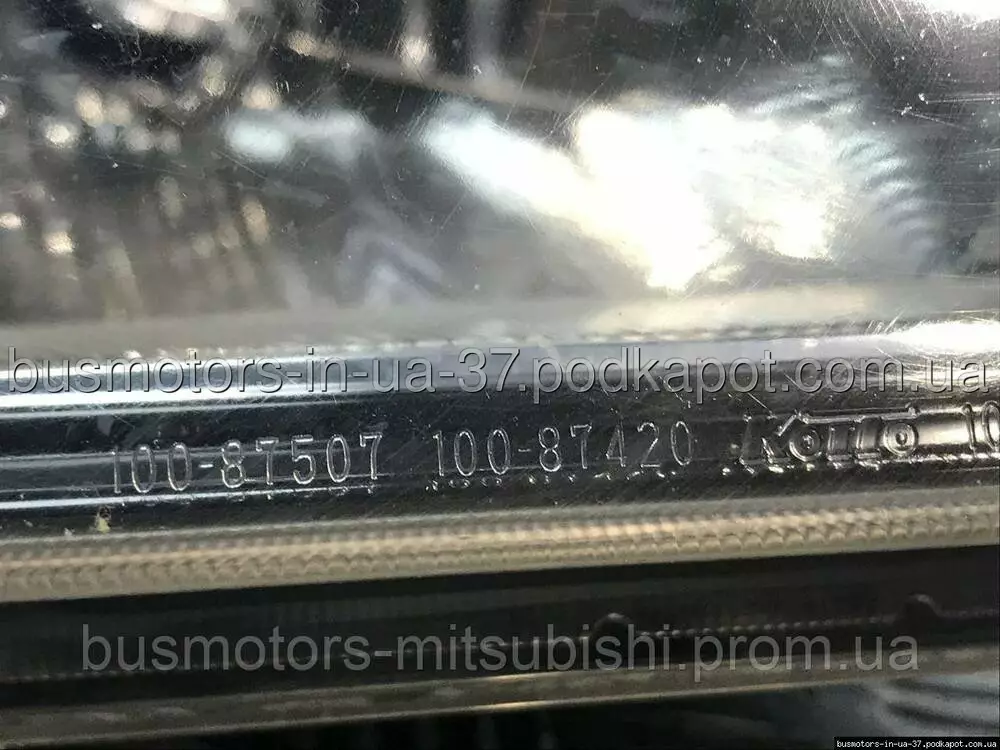 busmotors-in-ua-37.podkapot.com.ua
100-87507 100-87420 Koito 10
busmotors-mitsubishi.prom.ua
busmotors-in-ua-37.podkapot.com.ua